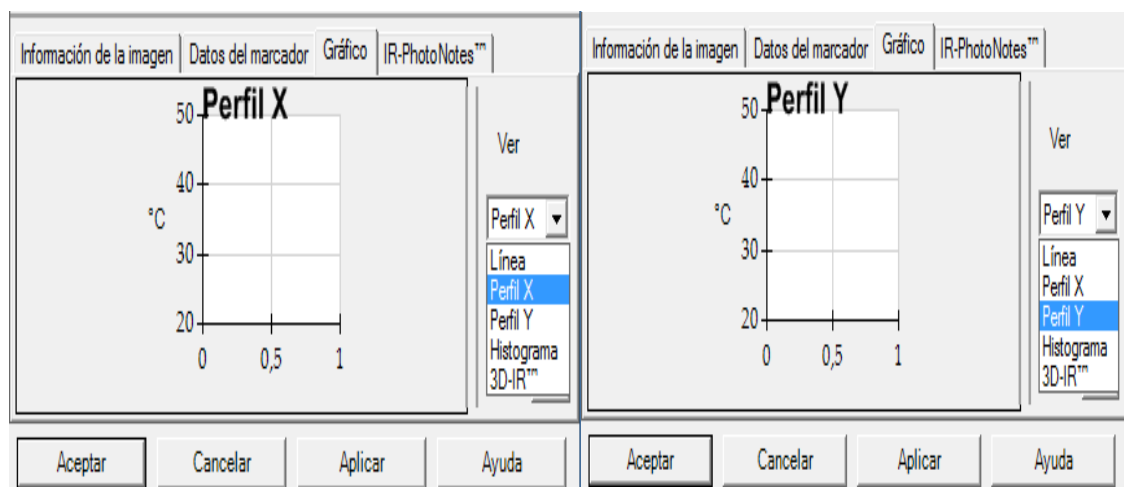 Información de la imagen
Datos del marcador
Gráfico
IR-PhotoNotes™
Perfil X
50
40
°C
30
20
0
0,5
1
Ver
Perfil X
Línea
Perfil X
Perfil Y
Histograma
3D-IR™
Aceptar
Cancelar
Aplicar
Ayuda
Información de la imagen
Datos del marcador
Gráfico
IR-PhotoNotes™
Perfil Y
50
40
°C
30
20
0
0,5
1
Ver
Perfil Y
Línea
Perfil X
Perfil Y
Histograma
3D-IR™
Aceptar
Cancelar
Aplicar
Ayuda